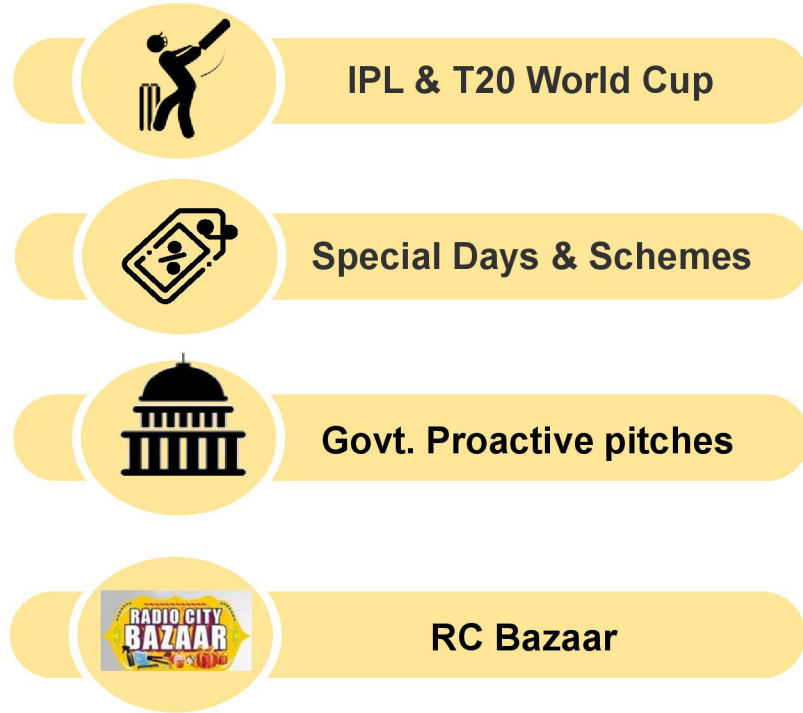 IPL & T20 World Cup
Special Days & Schemes
Govt. Proactive pitches
RADIO CITY
BAZAAR
RC Bazaar